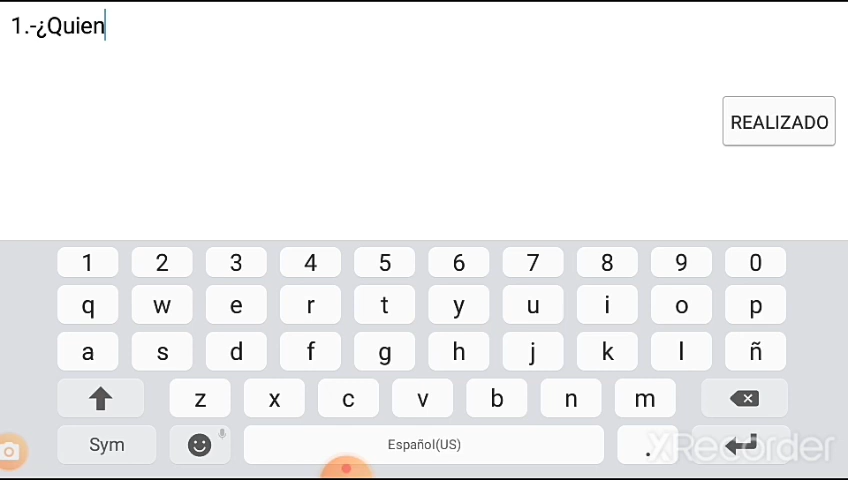 1.-¿Quien
REALIZADO
1 2 3 4 5 6 7 8 9 0
q w e r t y u i o p
a s d f g h j k l ñ
z x c v b n m
Sym Español(US) .
XRecorder